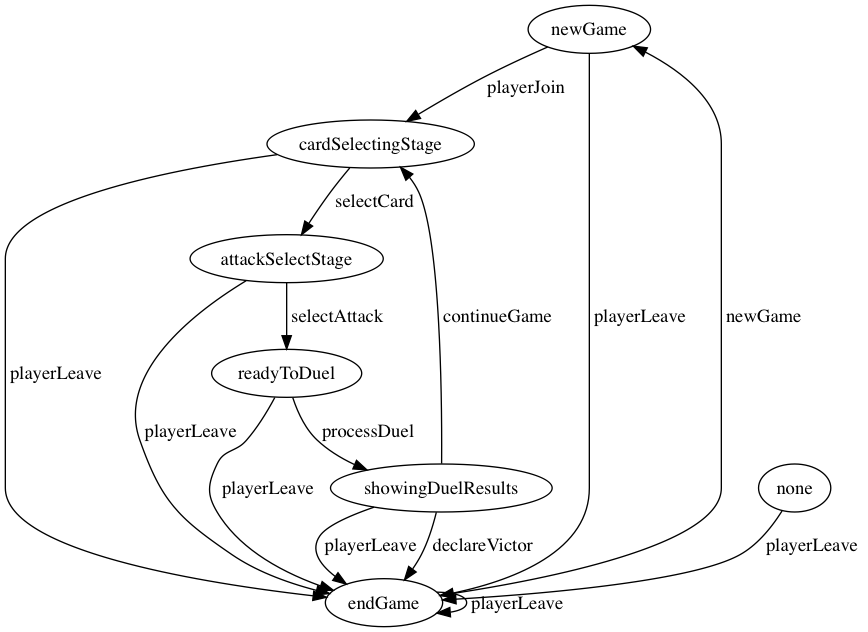 newGame
playerJoin
cardSelectingStage
selectCard
attackSelectStage
selectAttack
continueGame
playerLeave
newGame
playerLeave
readyToDuel
playerLeave
processDuel
playerLeave
showingDuelResults
none
playerLeave
declareVictor
playerLeave
endGame
playerLeave